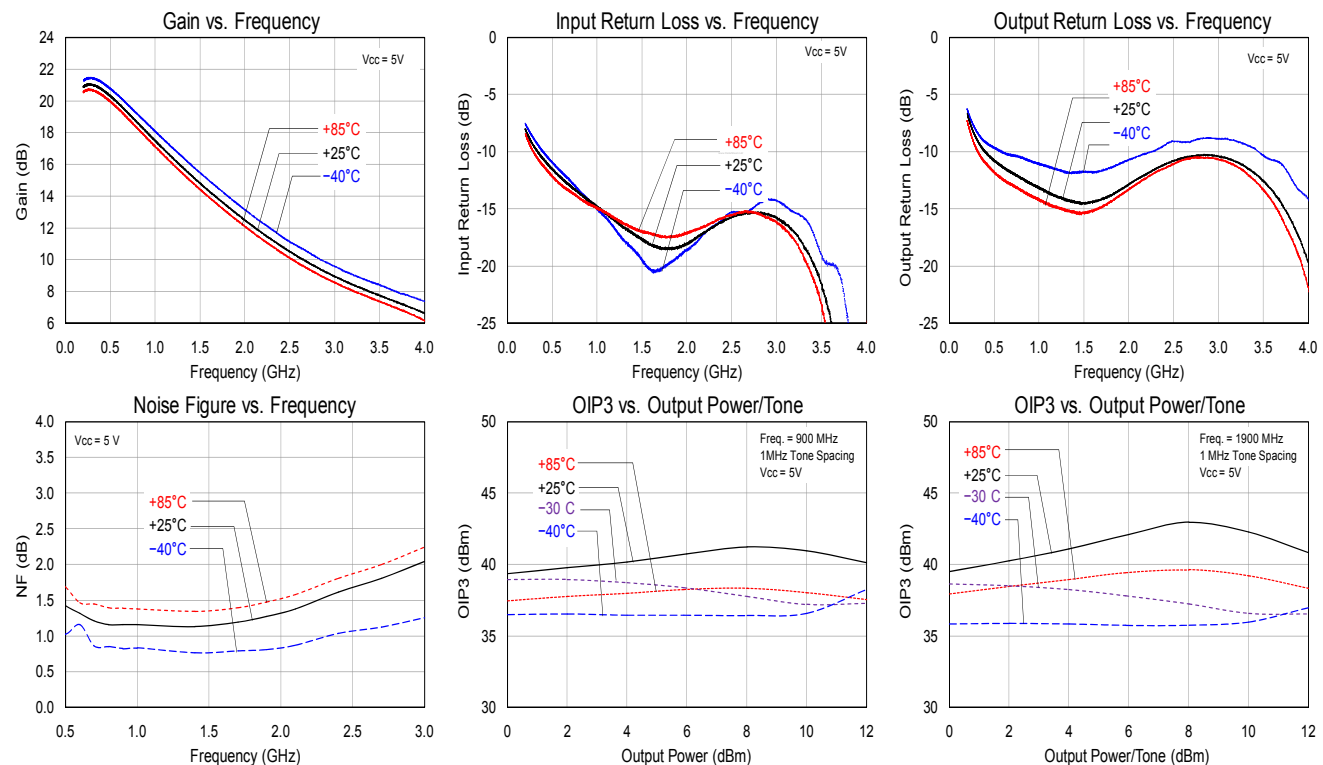 Gain vs. Frequency
24
22
20
18
16
14
12
10
8
6
Gain (dB)
Vcc = 5V
+85°C
+25°C
−40°C
0.0 0.5 1.0 1.5 2.0 2.5 3.0 3.5 4.0
Frequency (GHz)
Input Return Loss vs. Frequency
0
-5
-10
-15
-20
-25
Input Return Loss (dB)
Vcc = 5V
+85°C
+25°C
−40°C
0.0 0.5 1.0 1.5 2.0 2.5 3.0 3.5 4.0
Frequency (GHz)
Output Return Loss vs. Frequency
0
-5
-10
-15
-20
-25
Output Return Loss (dB)
Vcc = 5V
+85°C
+25°C
−40°C
0.0 0.5 1.0 1.5 2.0 2.5 3.0 3.5 4.0
Frequency (GHz)
Noise Figure vs. Frequency
4.0
3.5
3.0
2.5
2.0
1.5
1.0
0.5
0.0
NF (dB)
Vcc = 5 V
+85°C
+25°C
−40°C
0.5 1.0 1.5 2.0 2.5 3.0
Frequency (GHz)
OIP3 vs. Output Power/Tone
50
45
40
35
30
OIP3 (dBm)
Freq. = 900 MHz
1MHz Tone Spacing
Vcc = 5V
+85°C
+25°C
−30 C
−40°C
0 2 4 6 8 10 12
Output Power (dBm)
OIP3 vs. Output Power/Tone
50
45
40
35
30
OIP3 (dBm)
Freq. = 1900 MHz
1 MHz Tone Spacing
Vcc = 5V
+85°C
+25°C
−30 C
−40°C
0 2 4 6 8 10 12
Output Power/Tone (dBm)